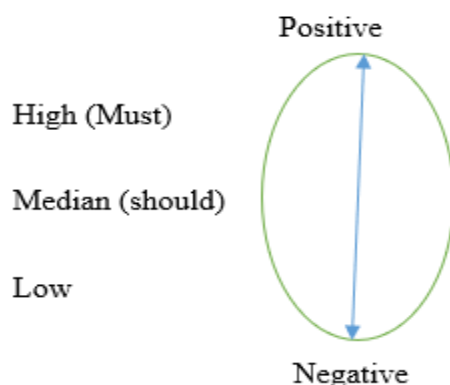 Positive
High (Must)
Median (should)
Low
Negative